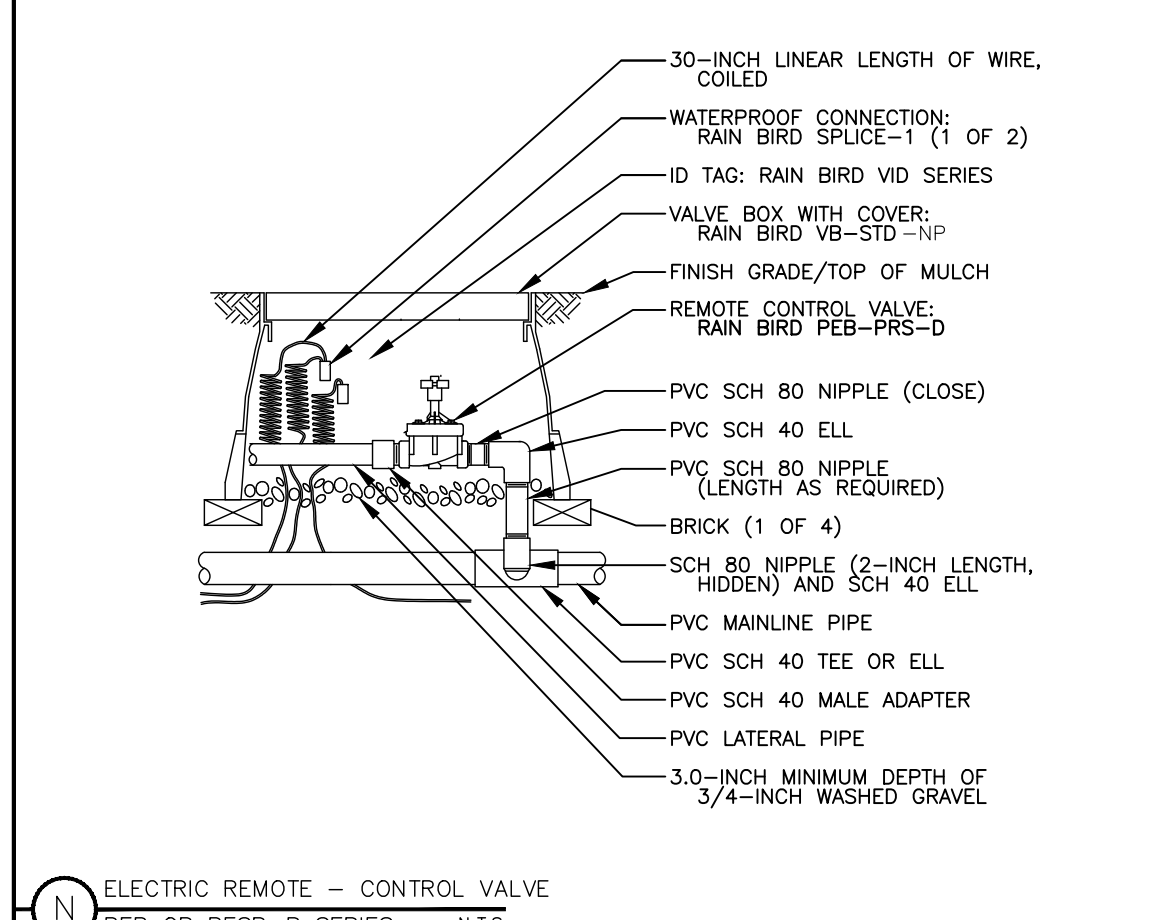 30-INCH LINEAR LENGTH OF WIRE,
COILED
WATERPROOF CONNECTION:
RAIN BIRD SPLICE-1 (1 OF 2)
ID TAG: RAIN BIRD VID SERIES
VALVE BOX WITH COVER:
RAIN BIRD VB-STD -NP
FINISH GRADE/TOP OF MULCH
REMOTE CONTROL VALVE:
RAIN BIRD PEB-PRS-D
PVC SCH 80 NIPPLE (CLOSE)
PVC SCH 40 ELL
PVC SCH 80 NIPPLE
(LENGTH AS REQUIRED)
BRICK (1 OF 4)
SCH 80 NIPPLE (2-INCH LENGTH,
HIDDEN) AND SCH 40 ELL
PVC MAINLINE PIPE
PVC SCH 40 TEE OR ELL
PVC SCH 40 MALE ADAPTER
PVC LATERAL PIPE
3.0-INCH MINIMUM DEPTH OF
3/4-INCH WASHED GRAVEL
N
ELECTRIC REMOTE - CONTROL VALVE